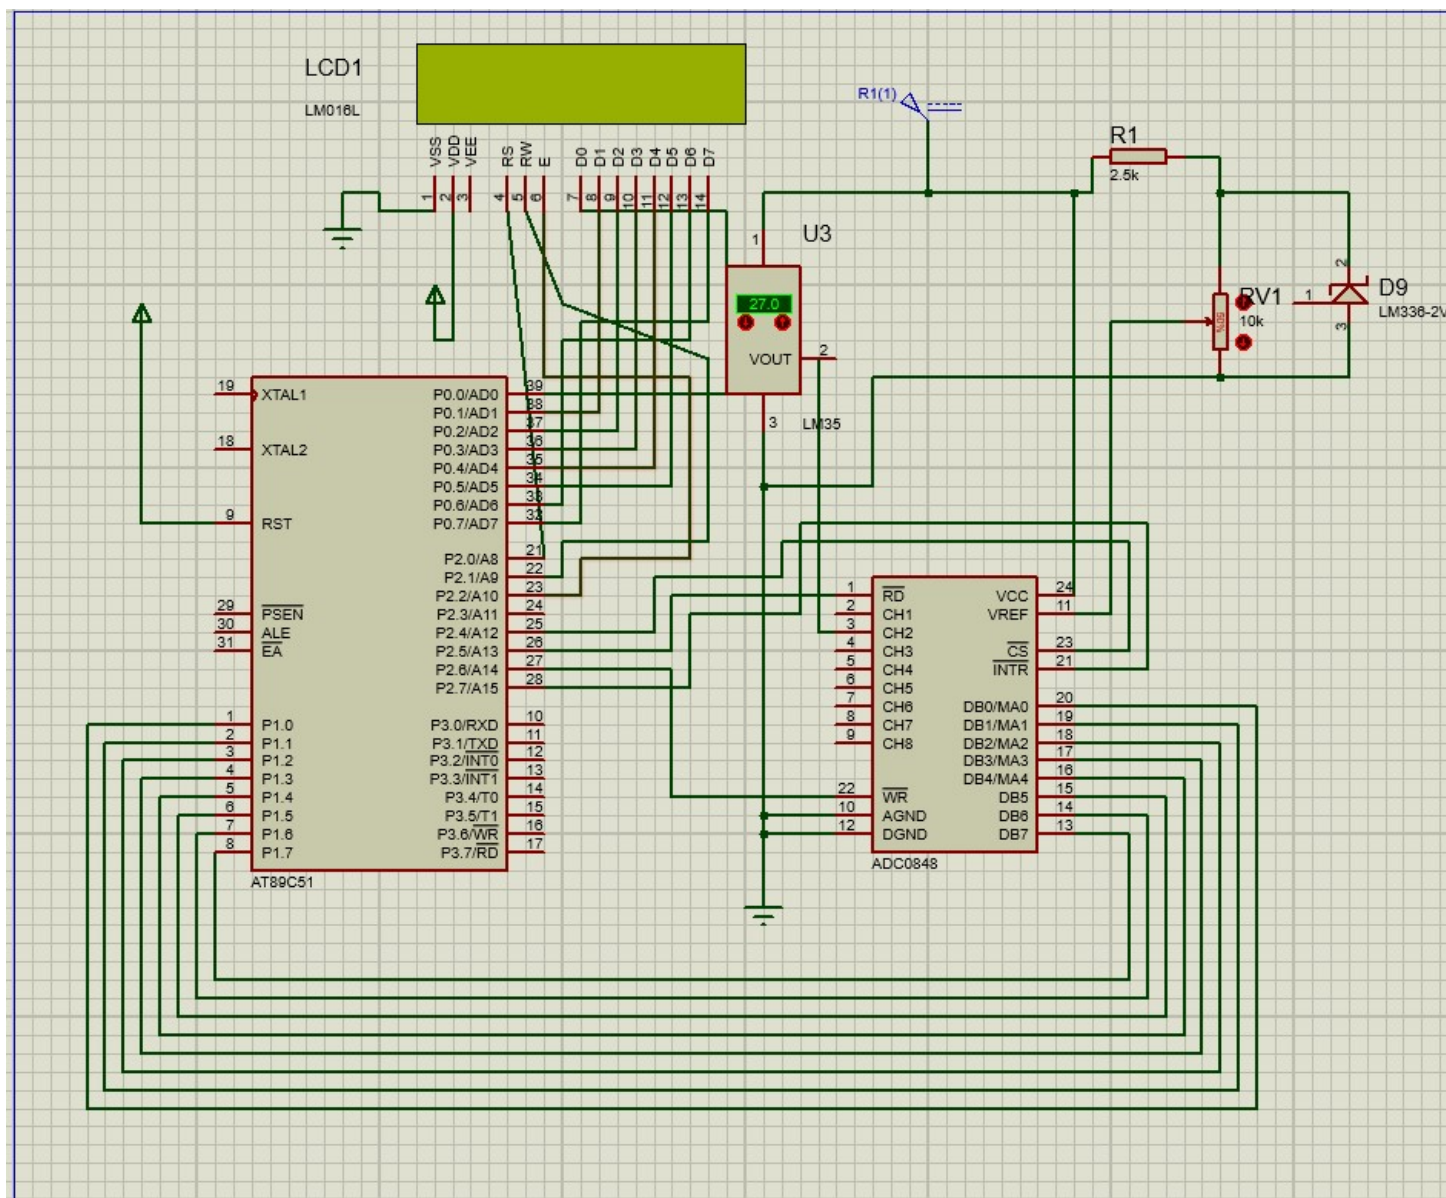 LCD1
LM016L
VSS
VDD
VEE
RS
RW
E
D0
D1
D2
D3
D4
D5
D6
D7
1
2
3
4
5
6
7
8
9
10
11
12
13
14
R1(1)
R1
2.5k
U3
1
27.0
VOUT
2
3
LM35
RV1
10k
50%
D9
LM336-2V
1
2
3
19 XTAL1
18 XTAL2
9 RST
29 PSEN
30 ALE
31 EA
1 P1.0
2 P1.1
3 P1.2
4 P1.3
5 P1.4
6 P1.5
7 P1.6
8 P1.7
P0.0/AD0 39
P0.1/AD1 38
P0.2/AD2 37
P0.3/AD3 36
P0.4/AD4 35
P0.5/AD5 34
P0.6/AD6 33
P0.7/AD7 32
P2.0/A8 21
P2.1/A9 22
P2.2/A10 23
P2.3/A11 24
P2.4/A12 25
P2.5/A13 26
P2.6/A14 27
P2.7/A15 28
P3.0/RXD 10
P3.1/TXD 11
P3.2/INT0 12
P3.3/INT1 13
P3.4/T0 14
P3.5/T1 15
P3.6/WR 16
P3.7/RD 17
AT89C51
1 RD
2 CH1
3 CH2
4 CH3
5 CH4
6 CH5
7 CH6
8 CH7
9 CH8
22 WR
10 AGND
12 DGND
VCC 24
VREF 11
CS 23
INTR 21
DB0/MA0 20
DB1/MA1 19
DB2/MA2 18
DB3/MA3 17
DB4/MA4 16
DB5 15
DB6 14
DB7 13
ADC0848